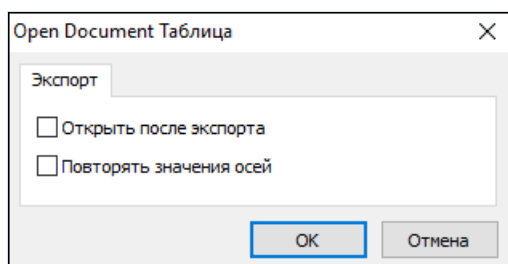 Open Document Таблица
Экспорт
Открыть после экспорта
Повторять значения осей
OK
Отмена